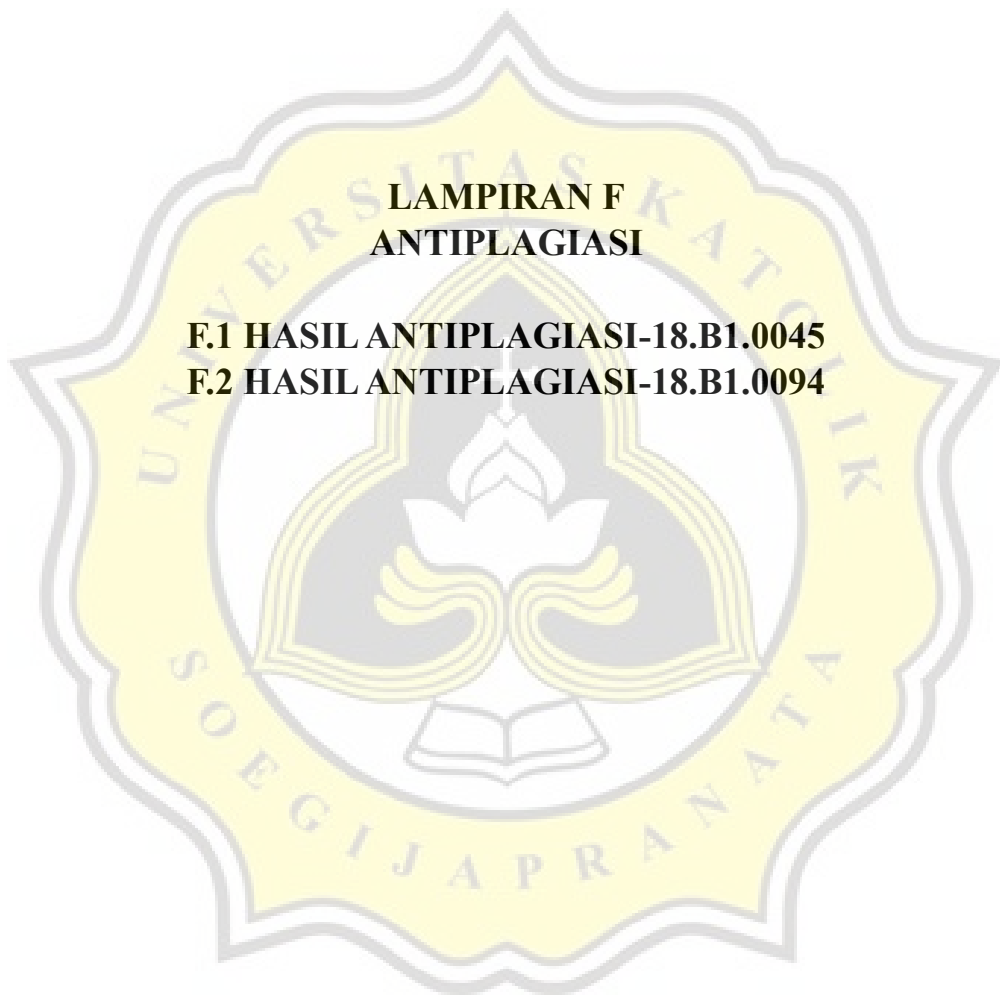 LAMPIRAN F
ANTIPLAGIASI
F.1 HASIL ANTIPLAGIASI-18.B1.0045
F.2 HASIL ANTIPLAGIASI-18.B1.0094
UNIVERSITAS KATOLIK
SOEGIJAPRANATA